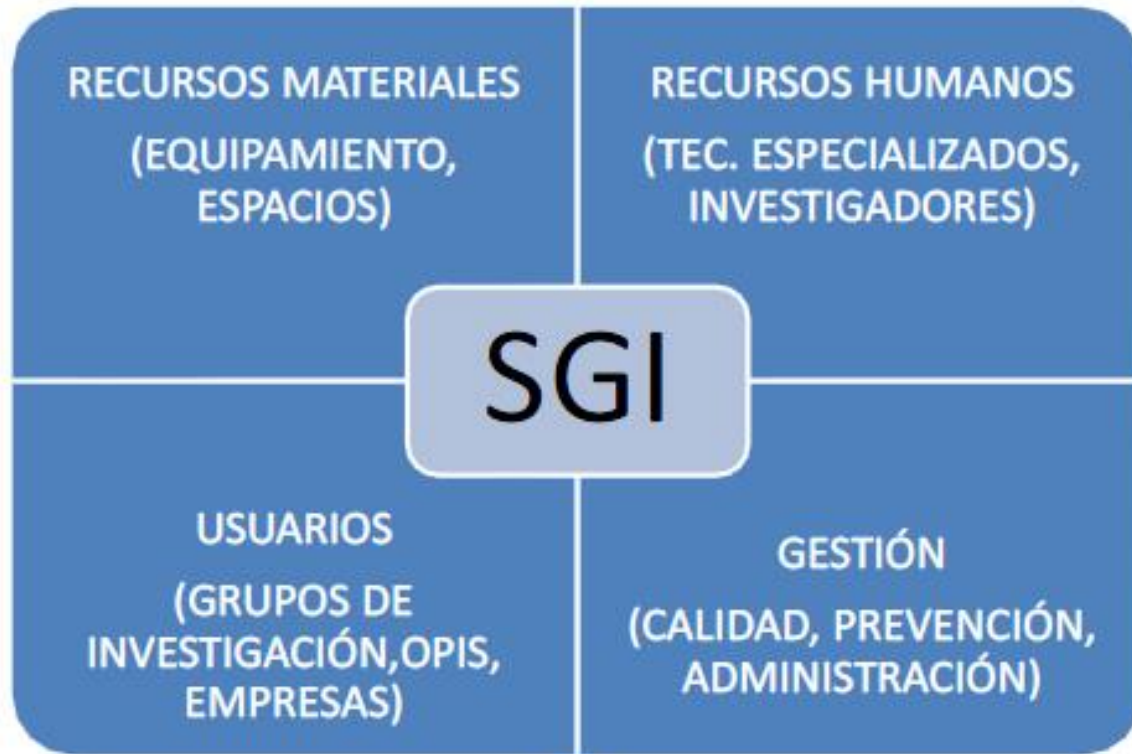 RECURSOS MATERIALES
(EQUIPAMIENTO,
ESPACIOS)
RECURSOS HUMANOS
(TEC. ESPECIALIZADOS,
INVESTIGADORES)
SGI
USUARIOS
(GRUPOS DE
INVESTIGACIÓN,OPIS,
EMPRESAS)
GESTIÓN
(CALIDAD, PREVENCIÓN,
ADMINISTRACIÓN)